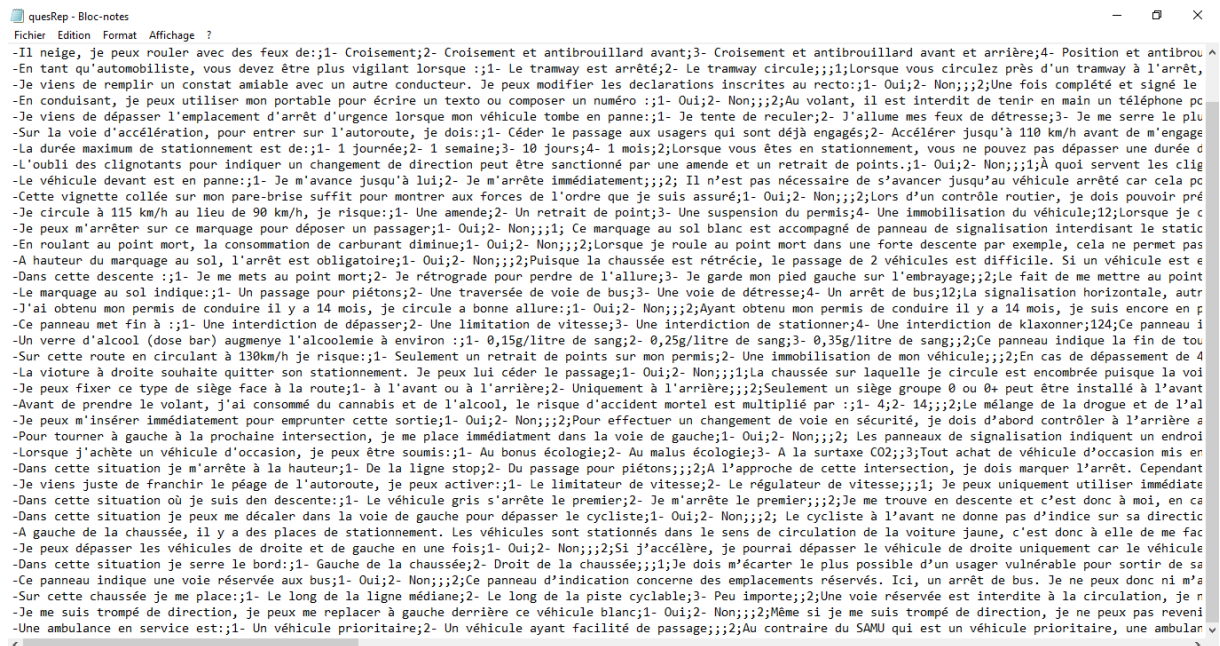 quesRep - Bloc-notes
Fichier Edition Format Affichage ?
-Il neige, je peux rouler avec des feux de:;1- Croisement;2- Croisement et antibrouillard avant;3- Croisement et antibrouillard avant et arrière;4- Position et antibrou
-En tant qu'automobiliste, vous devez être plus vigilant lorsque :;1- Le tramway est arrêté;2- Le tramway circule;;;1;Lorsque vous circulez près d'un tramway à l'arrêt,
-Je viens de remplir un constat amiable avec un autre conducteur. Je peux modifier les declarations inscrites au recto:;1- Oui;2- Non;;;2;Une fois complété et signé le
-En conduisant, je peux utiliser mon portable pour écrire un texto ou composer un numéro :;1- Oui;2- Non;;;2;Au volant, il est interdit de tenir en main un téléphone po
-Je viens de dépasser l'emplacement d'arrêt d'urgence lorsque mon véhicule tombe en panne:;1- Je tente de reculer;2- J'allume mes feux de détresse;3- Je me serre le plu
-Sur la voie d'accélération, pour entrer sur l'autoroute, je dois:;1- Céder le passage aux usagers qui sont déjà engagés;2- Accélérer jusqu'à 110 km/h avant de m'engage
-La durée maximum de stationnement est de:;1- 1 journée;2- 1 semaine;3- 10 jours;4- 1 mois;2;Lorsque vous êtes en stationnement, vous ne pouvez pas dépasser une durée d
-L'oubli des clignotants pour indiquer un changement de direction peut être sanctionné par une amende et un retrait de points.;1- Oui;2- Non;;;1;À quoi servent les clig
-Le véhicule devant est en panne:;1- Je m'avance jusqu'à lui;2- Je m'arrête immédiatement;;;2; Il n’est pas nécessaire de s’avancer jusqu’au véhicule arrêté car cela po
-Cette vignette collée sur mon pare-brise suffit pour montrer aux forces de l'ordre que je suis assuré;1- Oui;2- Non;;;2;Lors d’un contrôle routier, je dois pouvoir pré
-Je circule à 115 km/h au lieu de 90 km/h, je risque:;1- Une amende;2- Un retrait de point;3- Une suspension du permis;4- Une immobilisation du véhicule;12;Lorsque je c
-Je peux m'arrêter sur ce marquage pour déposer un passager;1- Oui;2- Non;;;1; Ce marquage au sol blanc est accompagné de panneau de signalisation interdisant le static
-En roulant au point mort, la consommation de carburant diminue;1- Oui;2- Non;;;2;Lorsque je roule au point mort dans une forte descente par exemple, cela ne permet pas
-A hauteur du marquage au sol, l'arrêt est obligatoire;1- Oui;2- Non;;;2;Puisque la chaussée est rétrécie, le passage de 2 véhicules est difficile. Si un véhicule est e
-Dans cette descente :;1- Je me mets au point mort;2- Je rétrograde pour perdre de l'allure;3- Je garde mon pied gauche sur l'embrayage;;2;Le fait de me mettre au point
-Le marquage au sol indique:;1- Un passage pour piétons;2- Une traversée de voie de bus;3- Une voie de détresse;4- Un arrêt de bus;12;La signalisation horizontale, autr
-J'ai obtenu mon permis de conduire il y a 14 mois, je circule a bonne allure:;1- Oui;2- Non;;;2;Ayant obtenu mon permis de conduire il y a 14 mois, je suis encore en p
-Ce panneau met fin à :;1- Une interdiction de dépasser;2- Une limitation de vitesse;3- Une interdiction de stationner;4- Une interdiction de klaxonner;124;Ce panneau i
-Un verre d'alcool (dose bar) augmenye l'alcoolemie à environ :;1- 0,15g/litre de sang;2- 0,25g/litre de sang;3- 0,35g/litre de sang;;2;Ce panneau indique la fin de tou
-Sur cette route en circulant à 130km/h je risque:;1- Seulement un retrait de points sur mon permis;2- Une immobilisation de mon véhicule;;;2;En cas de dépassement de 4
-La vioture à droite souhaite quitter son stationnement. Je peux lui céder le passage;1- Oui;2- Non;;;1;La chaussée sur laquelle je circule est encombrée puisque la voi
-Je peux fixer ce type de siège face à la route;1- à l'avant ou à l'arrière;2- Uniquement à l'arrière;;;2;Seulement un siège groupe 0 ou 0+ peut être installé à l’avant
-Avant de prendre le volant, j'ai consommé du cannabis et de l'alcool, le risque d'accident mortel est multiplié par :;1- 4;2- 14;;;2;Le mélange de la drogue et de l’al
-Je peux m'insérer immédiatement pour emprunter cette sortie;1- Oui;2- Non;;;2;Pour effectuer un changement de voie en sécurité, je dois d’abord contrôler à l’arrière a
-Pour tourner à gauche à la prochaine intersection, je me place immédiatment dans la voie de gauche;1- Oui;2- Non;;;2; Les panneaux de signalisation indiquent un endroi
-Lorsque j'achète un véhicule d'occasion, je peux être soumis:;1- Au bonus écologie;2- Au malus écologie;3- A la surtaxe CO2;;3;Tout achat de véhicule d’occasion mis en
-Dans cette situation je m'arrête à la hauteur;1- De la ligne stop;2- Du passage pour piétons;;;2;A l’approche de cette intersection, je dois marquer l’arrêt. Cependant
-Je viens juste de franchir le péage de l'autoroute, je peux activer:;1- Le limitateur de vitesse;2- Le régulateur de vitesse;;;1; Je peux uniquement utiliser immédiate
-Dans cette situation où je suis den descente:;1- Le véhicule gris s'arrête le premier;2- Je m'arrête le premier;;;2;Je me trouve en descente et c’est donc à moi, en ca
-Dans cette situation je peux me décaler dans la voie de gauche pour dépasser le cycliste;1- Oui;2- Non;;;2; Le cycliste à l’avant ne donne pas d’indice sur sa directic
-A gauche de la chaussée, il y a des places de stationnement. Les véhicules sont stationnés dans le sens de circulation de la voiture jaune, c'est donc à elle de me fac
-Je peux dépasser les véhicules de droite et de gauche en une fois;1- Oui;2- Non;;;2;Si j’accélère, je pourrai dépasser le véhicule de droite uniquement car le véhicule
-Dans cette situation je serre le bord:;1- Gauche de la chaussée;2- Droit de la chaussée;;;1;Je dois m’écarter le plus possible d’un usager vulnérable pour sortir de sa
-Ce panneau indique une voie réservée aux bus;1- Oui;2- Non;;;2;Ce panneau d’indication concerne des emplacements réservés. Ici, un arrêt de bus. Je ne peux donc ni m’a
-Sur cette chaussée je me place:;1- Le long de la ligne médiane;2- Le long de la piste cyclable;3- Peu importe;;2;Une voie réservée est interdite à la circulation, je n
-Je me suis trompé de direction, je peux me replacer à gauche derrière ce véhicule blanc;1- Oui;2- Non;;;2;Même si je me suis trompé de direction, je ne peux pas reveni
-Une ambulance en service est:;1- Un véhicule prioritaire;2- Un véhicule ayant facilité de passage;;;2;Au contraire du SAMU qui est un véhicule prioritaire, une ambulan